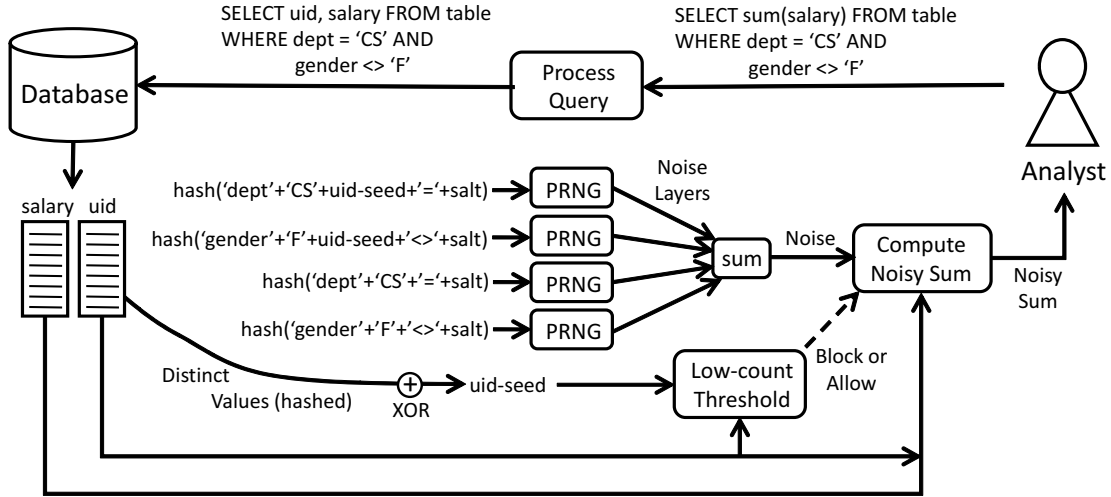 SELECT uid, salary FROM table
WHERE dept = ‘CS’ AND
gender <> ‘F’
SELECT sum(salary) FROM table
WHERE dept = ‘CS’ AND
gender <> ‘F’
Database
Process
Query
Analyst
salary uid
hash(‘dept’+‘CS’+uid-seed+’=‘+salt)
PRNG
Noise
Layers
hash(‘gender’+‘F’+uid-seed+’<>‘+salt)
PRNG
hash(‘dept’+‘CS’+’=‘+salt)
PRNG
hash(‘gender’+’F’+’<>‘+salt)
PRNG
sum
Noise
Compute
Noisy Sum
Noisy
Sum
Distinct
Values (hashed)
+
XOR
uid-seed
Low-count
Threshold
Block or
Allow